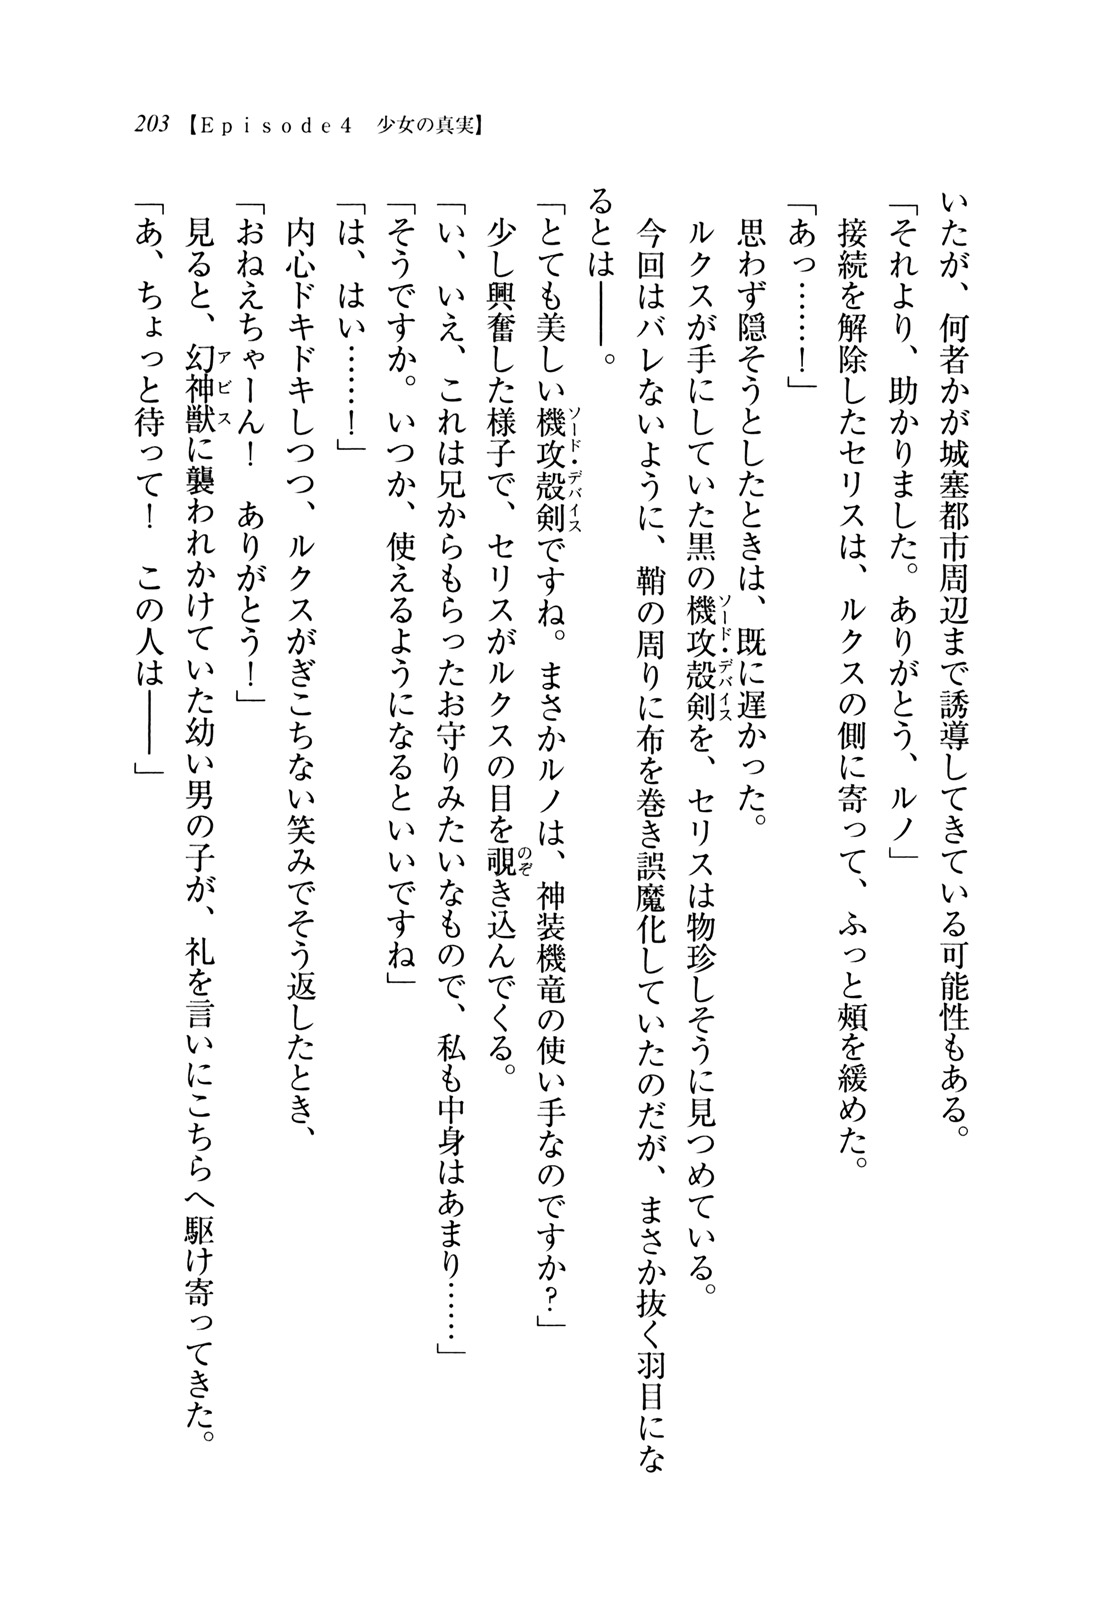 203 【Ｅｐｉｓｏｄｅ４　少女の真実】
いたが、何者かが城塞都市周辺まで誘導してきている可能性もある。
「それより、助かりました。ありがとう、ルノ」
　接続を解除したセリスは、ルクスの側に寄って、ふっと頬を緩めた。
「あっ……！」
　思わず隠そうとしたときは、既に遅かった。
　ルクスが手にしていた黒の機攻殻剣ソード・デバイスを、セリスは物珍しそうに見つめている。
　今回はバレないように、鞘の周りに布を巻き誤魔化していたのだが、まさか抜く羽目にな
るとは――。
「とても美しい機攻殻剣ソード・デバイスですね。まさかルノは、神装機竜の使い手なのですか？」
　少し興奮した様子で、セリスがルクスの目を覗のぞき込んでくる。
「い、いえ、これは兄からもらったお守りみたいなもので、私も中身はあまり……」
「そうですか。いつか、使えるようになるといいですね」
「は、はい……！」
　内心ドキドキしつつ、ルクスがぎこちない笑みでそう返したとき、
「おねえちゃーん！　ありがとう！」
　見ると、幻神獣アビスに襲われかけていた幼い男の子が、礼を言いにこちらへ駆け寄ってきた。
「あ、ちょっと待って！　この人は――」